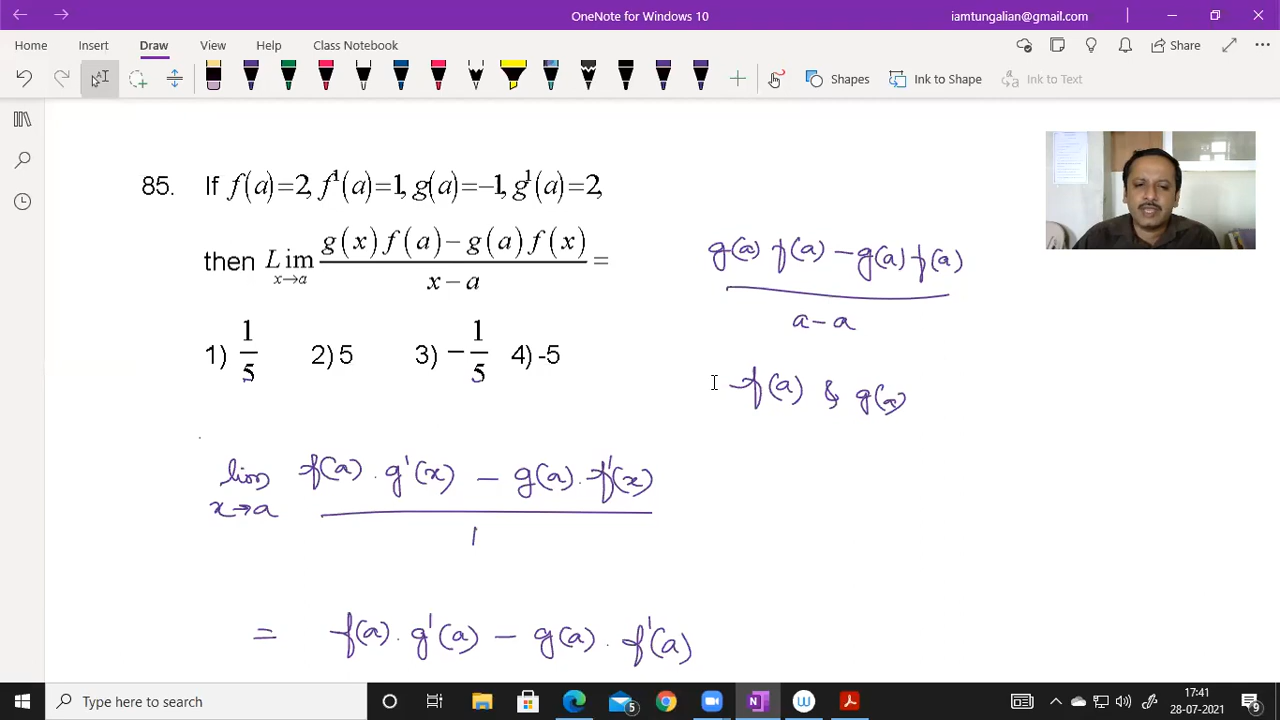 OneNote for Windows 10
iamtungalian@gmail.com
Home Insert Draw View Help Class Notebook
Share
Shapes Ink to Shape Ink to Text
85. If f(a)=2, f¹(a)=1, g(a)=-1, g¹(a)=2,
then Lim x→a (g(x) f(a) - g(a) f(x)) / (x - a) =
1) 1/5 2) 5 3) -1/5 4) -5
g(a) f(a) - g(a) f(a)
a - a
f(a) & g(a)
lim x→a f(a) · g'(x) - g(a) · f'(x)
1
= f(a) · g'(a) - g(a) · f'(a)
Type here to search
5
W
17:41
28-07-2021
9